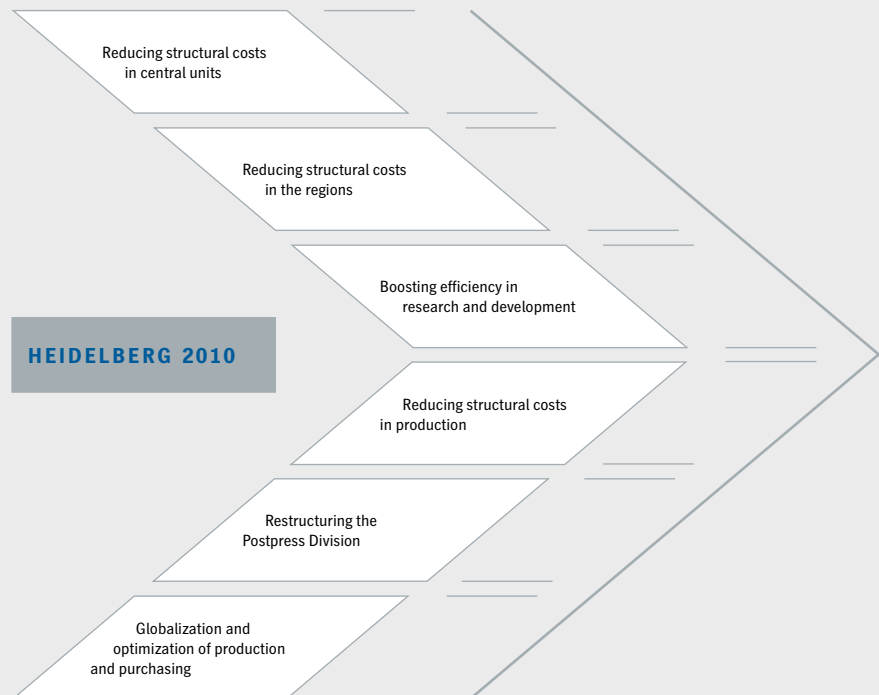 Reducing structural costs
in central units
Reducing structural costs
in the regions
Boosting efficiency in
research and development
HEIDELBERG 2010
Reducing structural costs
in production
Restructuring the
Postpress Division
Globalization and
optimization of production
and purchasing